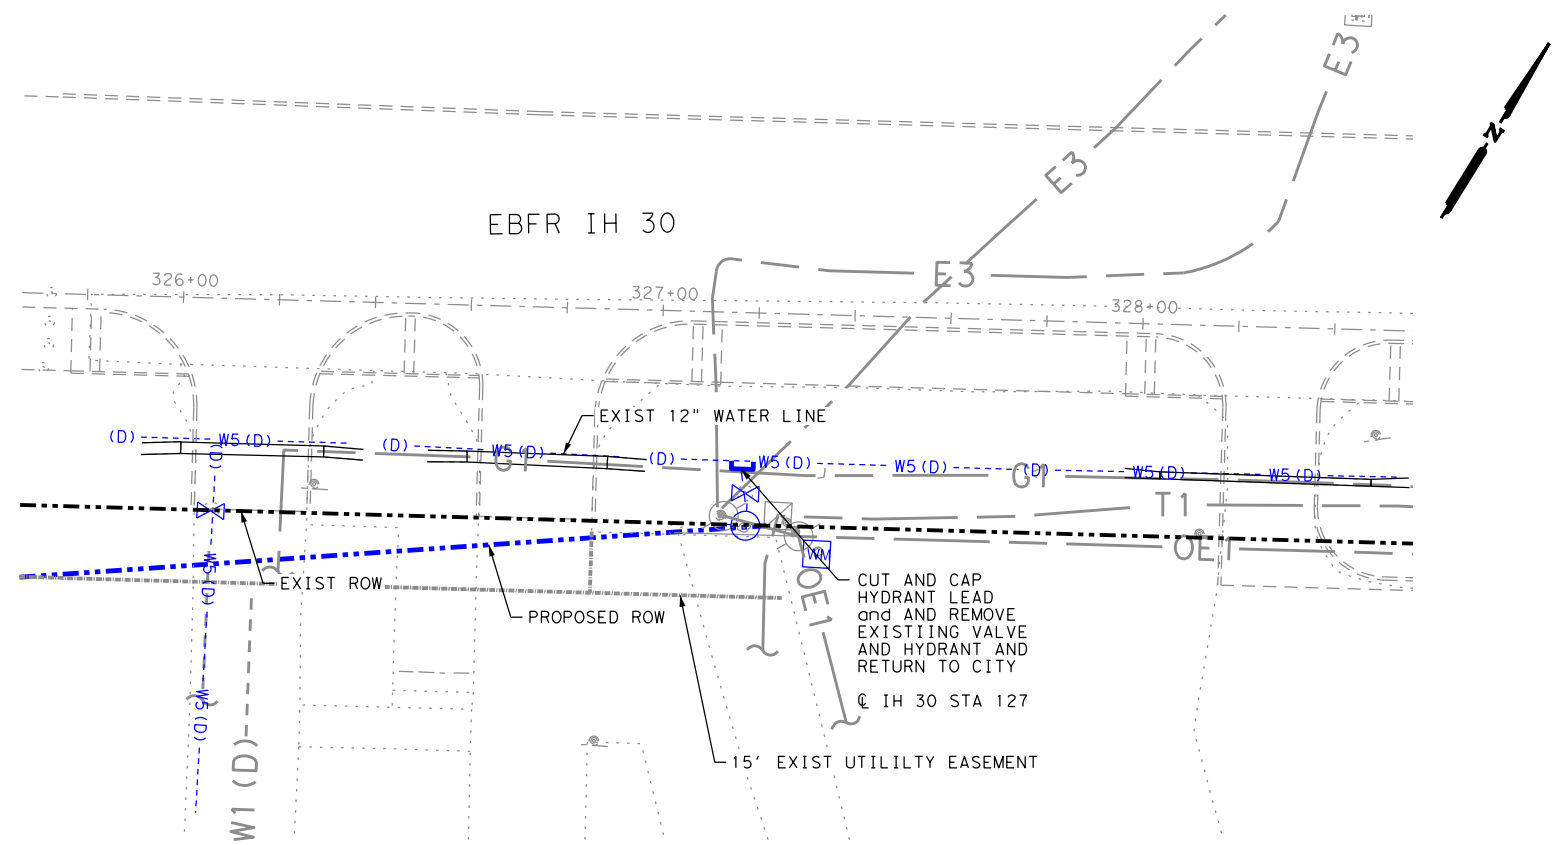 E3
N
E3
EBFR IH 30
E3
326+00
327+00
328+00
EXIST 12" WATER LINE
(D)
W5(D)
(D)
W5(D)
(D)
W5(D)
W5(D)
(D)
W5(D)
W5(D)
(D)
G1
G1
T1
OE1
W5(D)
WM
EXIST ROW
PROPOSED ROW
OE1
CUT AND CAP
HYDRANT LEAD
and AND REMOVE
EXISTIING VALVE
AND HYDRANT AND
RETURN TO CITY
℄ IH 30 STA 127
W5(D)
W1(D)
15' EXIST UTILILTY EASEMENT